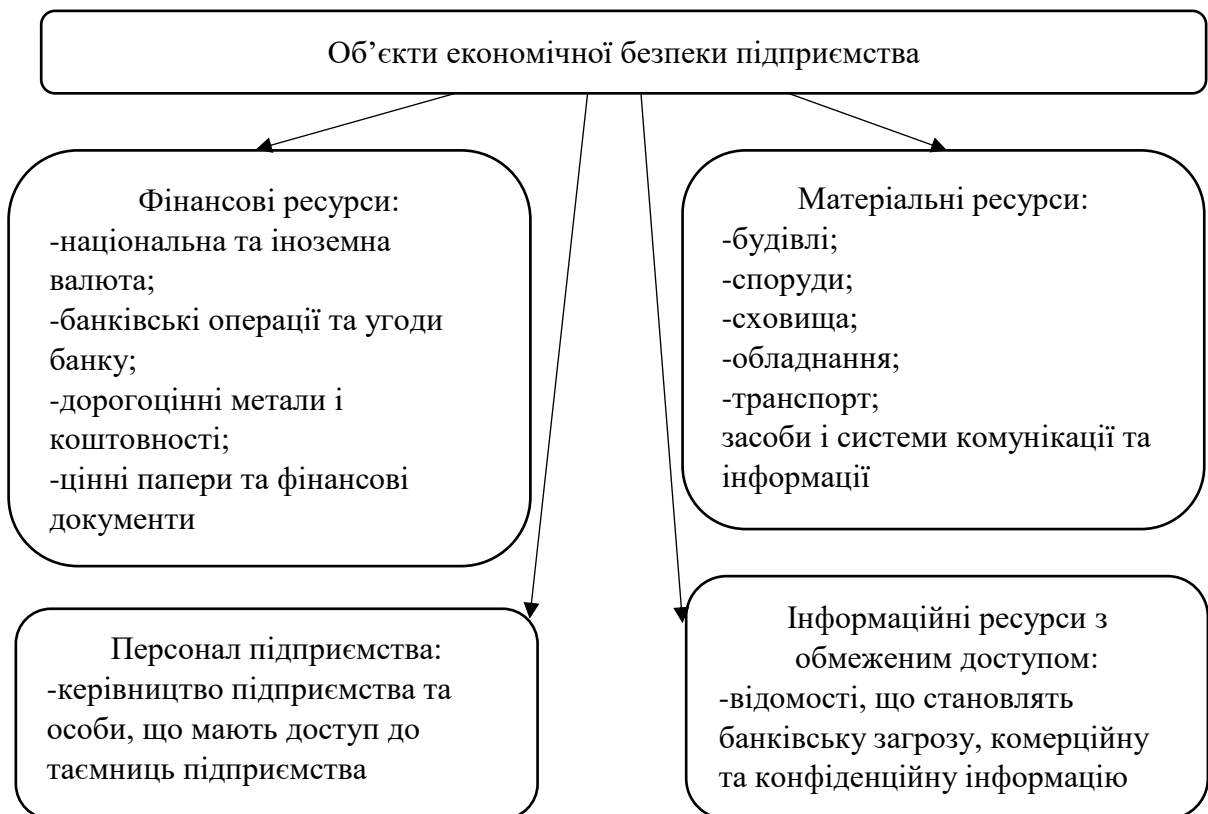 Об’єкти економічної безпеки підприємства
Фінансові ресурси:
-національна та іноземна
валюта;
-банківські операції та угоди
банку;
-дорогоцінні метали і
коштовності;
-цінні папери та фінансові
документи
Матеріальні ресурси:
-будівлі;
-споруди;
-сховища;
-обладнання;
-транспорт;
засоби і системи комунікації та
інформації
Персонал підприємства:
-керівництво підприємства та
особи, що мають доступ до
таємниць підприємства
Інформаційні ресурси з
обмеженим доступом:
-відомості, що становлять
банківську загрозу, комерційну
та конфіденційну інформацію